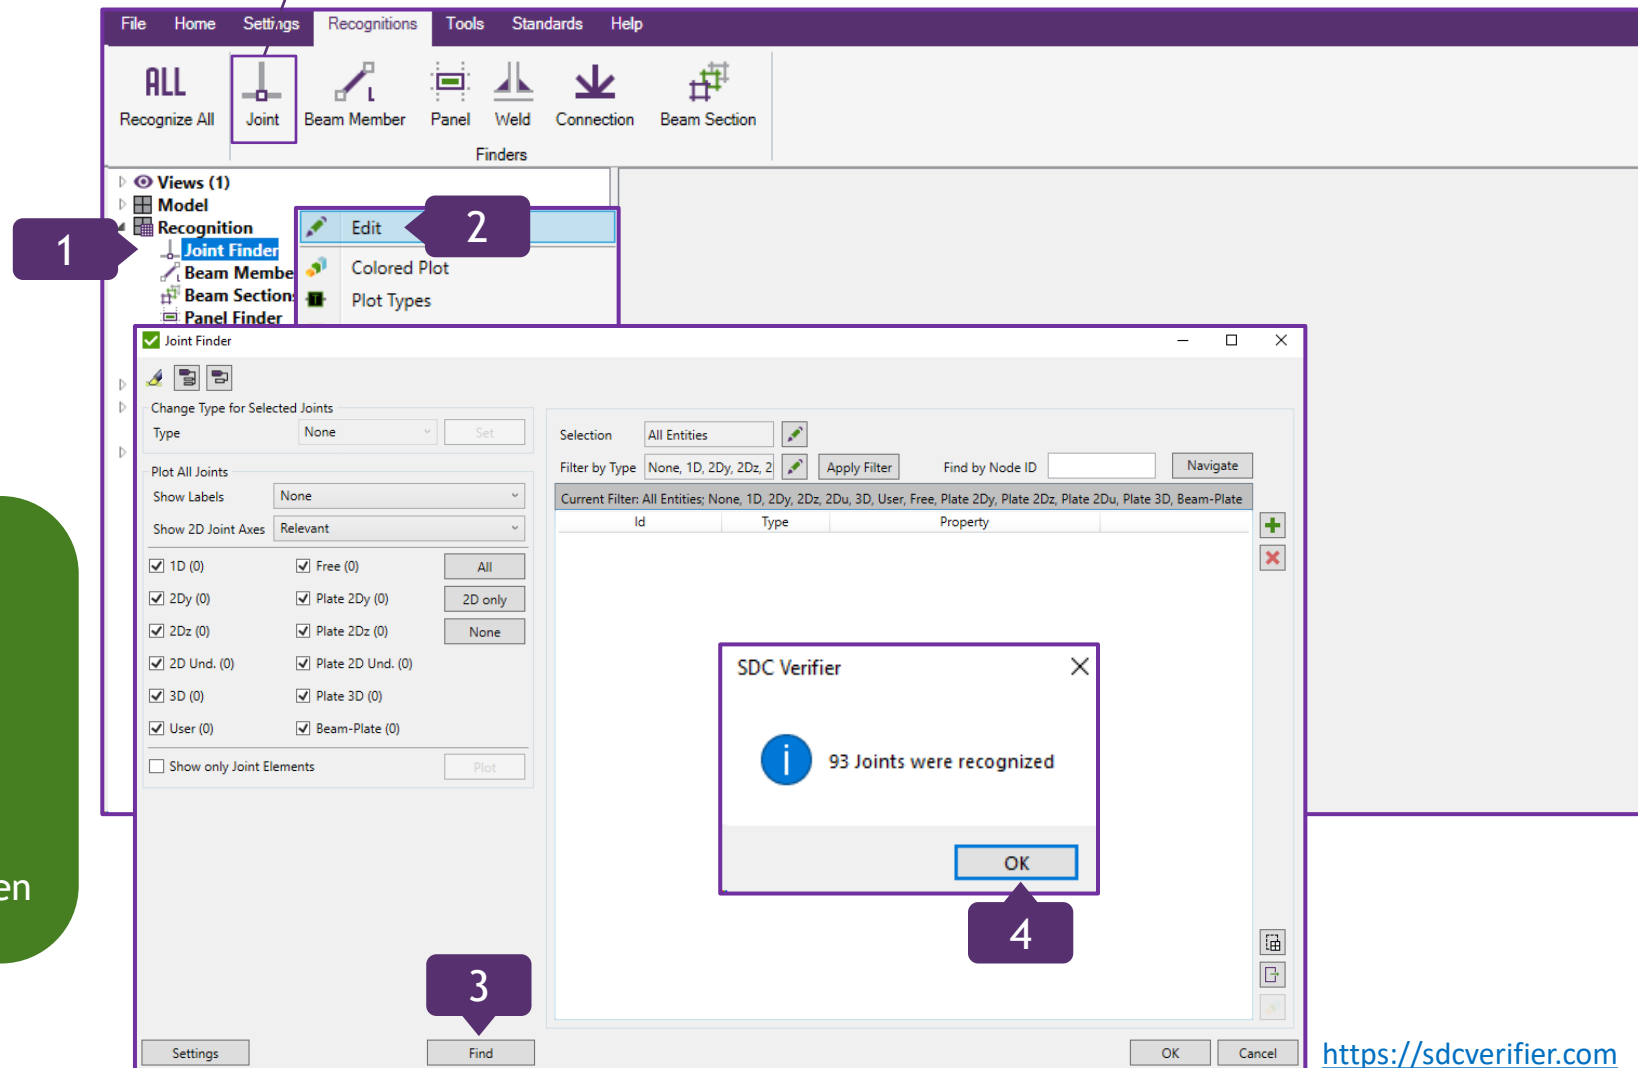 File Home Settings Recognitions Tools Standards Help
ALL
Recognize All Joint Beam Member Panel Weld Connection Beam Section
Finders
Views (1)
Model
Recognition
1
Joint Finder
Beam Membe
Beam Sections
Panel Finder
Edit
2
Colored Plot
Plot Types
Joint Finder
Change Type for Selected Joints
Type None Set
Plot All Joints
Show Labels None
Show 2D Joint Axes Relevant
1D (0) Free (0) All
2Dy (0) Plate 2Dy (0) 2D only
2Dz (0) Plate 2Dz (0) None
2D Und. (0) Plate 2D Und. (0)
3D (0) Plate 3D (0)
User (0) Beam-Plate (0)
Show only Joint Elements Plot
Selection All Entities
Filter by Type None, 1D, 2Dy, 2Dz, 2 Apply Filter Find by Node ID Navigate
Current Filter: All Entities; None, 1D, 2Dy, 2Dz, 2Du, 3D, User, Free, Plate 2Dy, Plate 2Dz, Plate 2Du, Plate 3D, Beam-Plate
Id Type Property
SDC Verifier
93 Joints were recognized
OK
4
en
3
Settings Find OK Cancel
https://sdcverifier.com